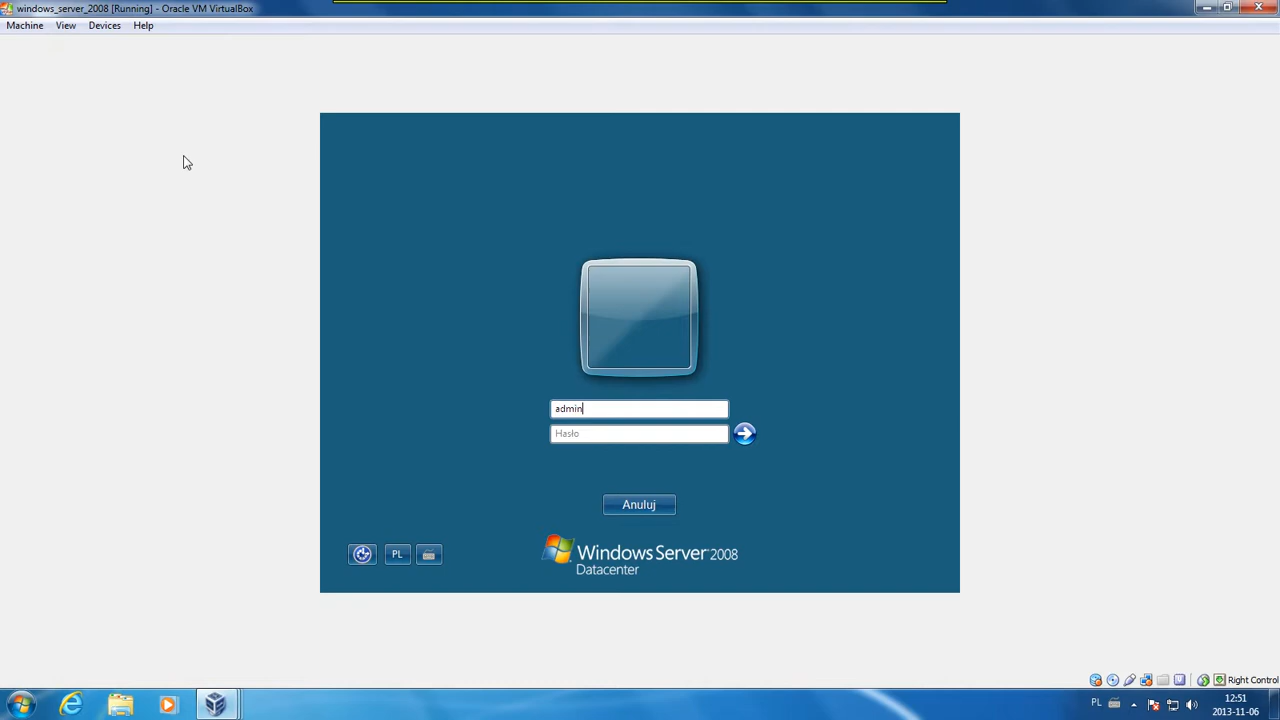 windows_server_2008 [Running] - Oracle VM VirtualBox
Machine View Devices Help
admin
Hasło
Anuluj
PL
Windows Server 2008
Datacenter
Right Control
PL
12:51
2013-11-06